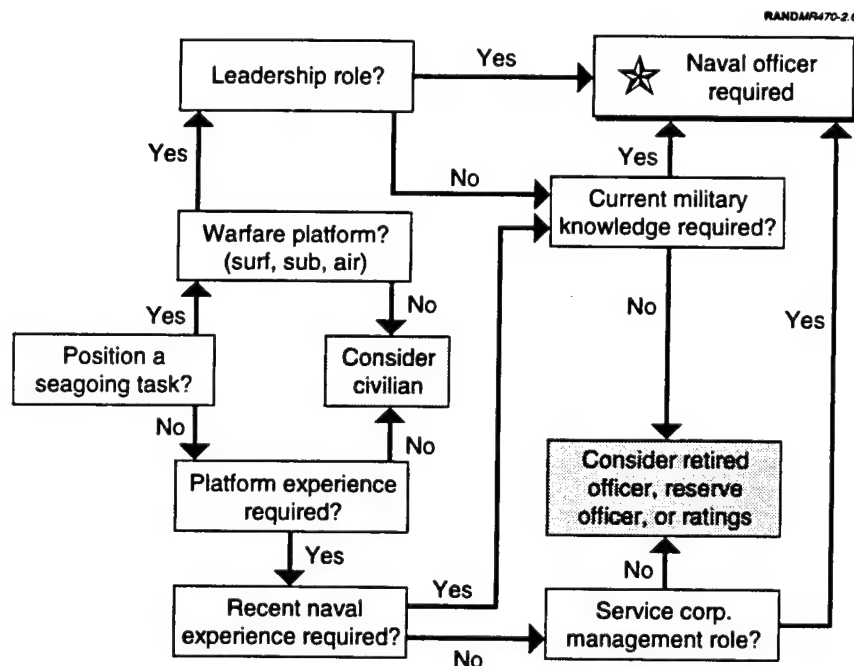 RANDMR470-2.6
Leadership role?
Yes
Naval officer
required
Yes
No
Yes
Current military
knowledge required?
Warfare platform?
(surf, sub, air)
Yes
No
No
Yes
Position a
seagoing task?
Consider
civilian
No
No
Consider retired
officer, reserve
officer, or ratings
Platform experience
required?
Yes
No
Recent naval
experience required?
Yes
No
Service corp.
management role?